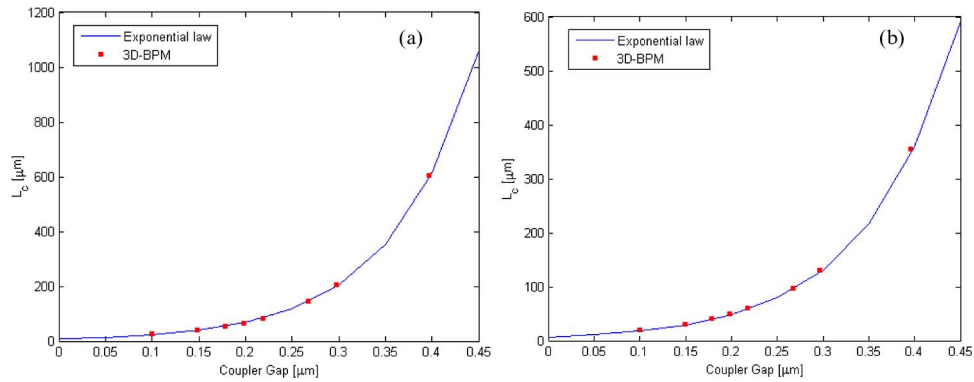 1200
1000
800
600
400
200
0
L_c [μm]
Exponential law
3D-BPM
(a)
0 0.05 0.1 0.15 0.2 0.25 0.3 0.35 0.4 0.45
Coupler Gap [μm]
600
500
400
300
200
100
0
L_c [μm]
Exponential law
3D-BPM
(b)
0 0.05 0.1 0.15 0.2 0.25 0.3 0.35 0.4 0.45
Coupler Gap [μm]